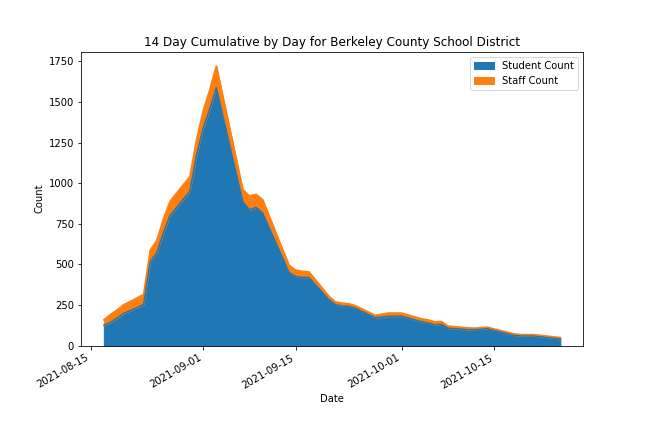 14 Day Cumulative by Day for Berkeley County School District
Student Count
Staff Count
1750
1500
1250
1000
750
500
250
0
Count
2021-08-15
2021-09-01
2021-09-15
2021-10-01
2021-10-15
Date